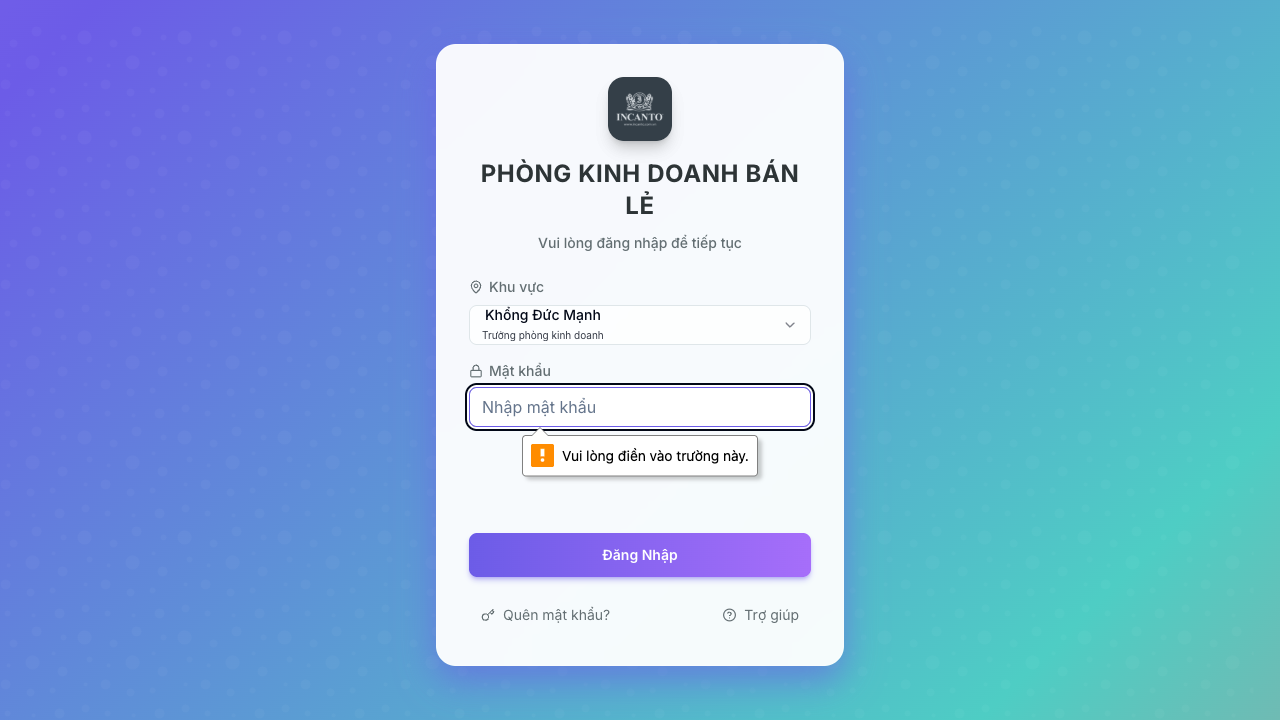 INCANTO
PHÒNG KINH DOANH BÁN
LẺ
Vui lòng đăng nhập để tiếp tục
Khu vực
Khổng Đức Mạnh
Trưởng phòng kinh doanh
Mật khẩu
Nhập mật khẩu
Vui lòng điền vào trường này.
Đăng Nhập
Quên mật khẩu?
Trợ giúp